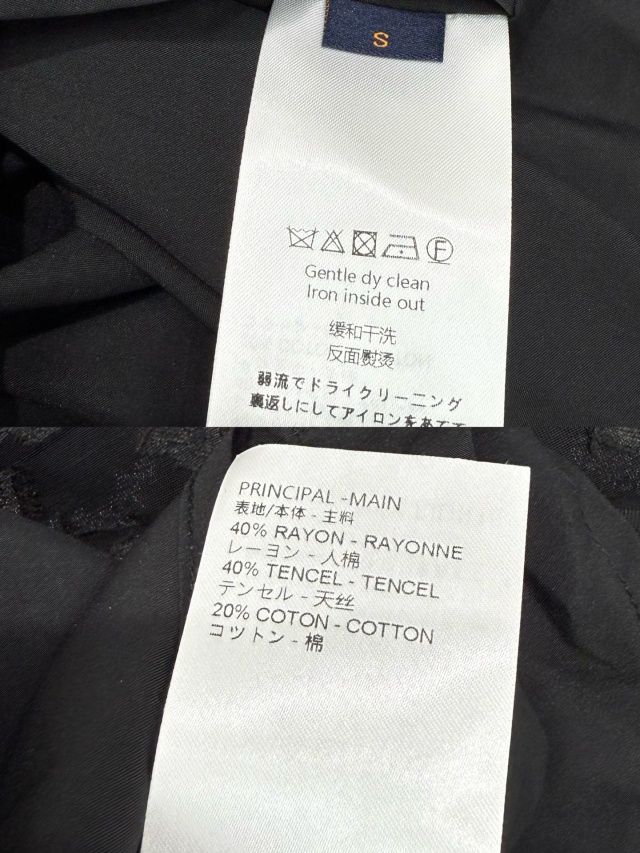 S
F
Gentle dy clean
Iron inside out
缓和干洗
反面熨烫
弱流でドライクリーニング
裏返しにしてアイロンをあて
PRINCIPAL -MAIN
表地/本体 - 主料
40% RAYON - RAYONNE
レーヨン - 人棉
40% TENCEL - TENCEL
テンセル - 天丝
20% COTON - COTTON
コットン - 棉